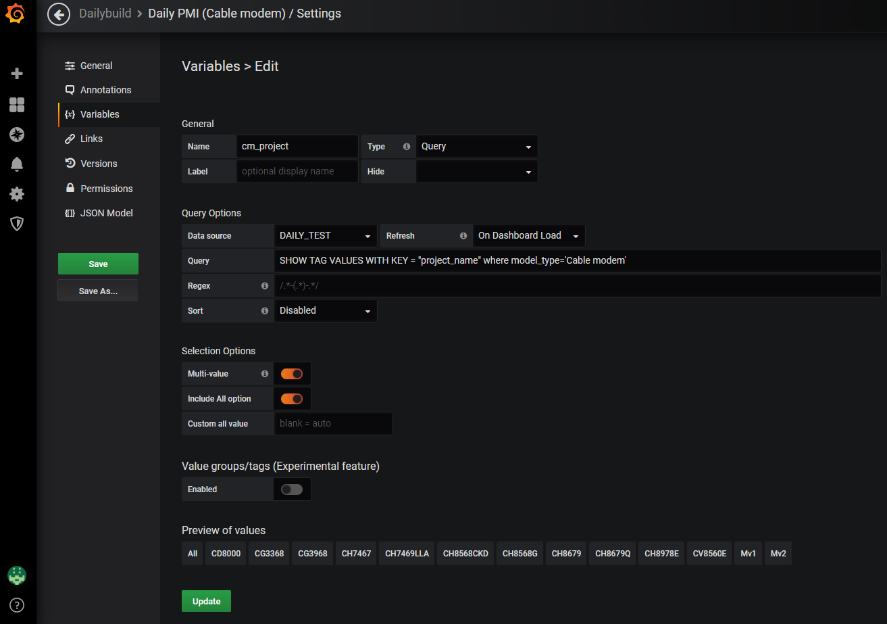 Dailybuild > Daily PMI (Cable modem) / Settings
General
Annotations
Variables
Links
Versions
Permissions
JSON Model
Save
Save As...
Variables > Edit
General
Name cm_project Type Query
Label optional display name Hide
Query Options
Data source DAILY_TEST Refresh On Dashboard Load
Query SHOW TAG VALUES WITH KEY = "project_name" where model_type='Cable modem'
Regex /.*-(.*)-.*/
Sort Disabled
Selection Options
Multi-value
Include All option
Custom all value blank = auto
Value groups/tags (Experimental feature)
Enabled
Preview of values
All CD8000 CG3368 CG3968 CH7467 CH7469LLA CH8568CKD CH8568G CH8679 CH8679Q CH8978E CV8560E Mv1 Mv2
Update